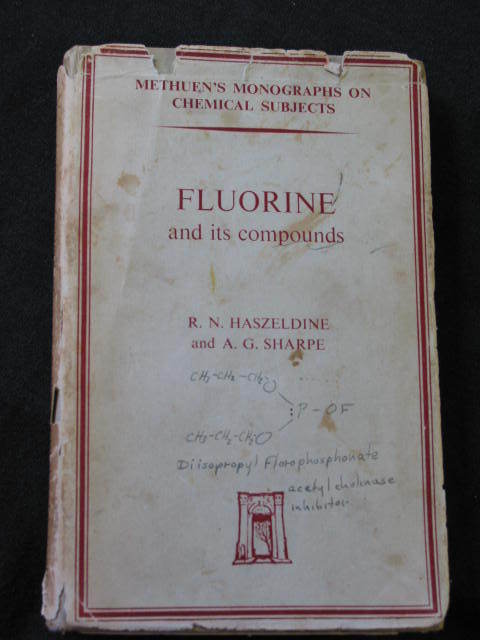 METHUEN'S MONOGRAPHS ON
CHEMICAL SUBJECTS
FLUORINE
and its compounds
R. N. HASZELDINE
and A. G. SHARPE
CH3-CH2-CH2O
P-OF
CH3-CH2-CH2O
Diisopropyl Florophosphonate
acetylcholinase
inhibitor